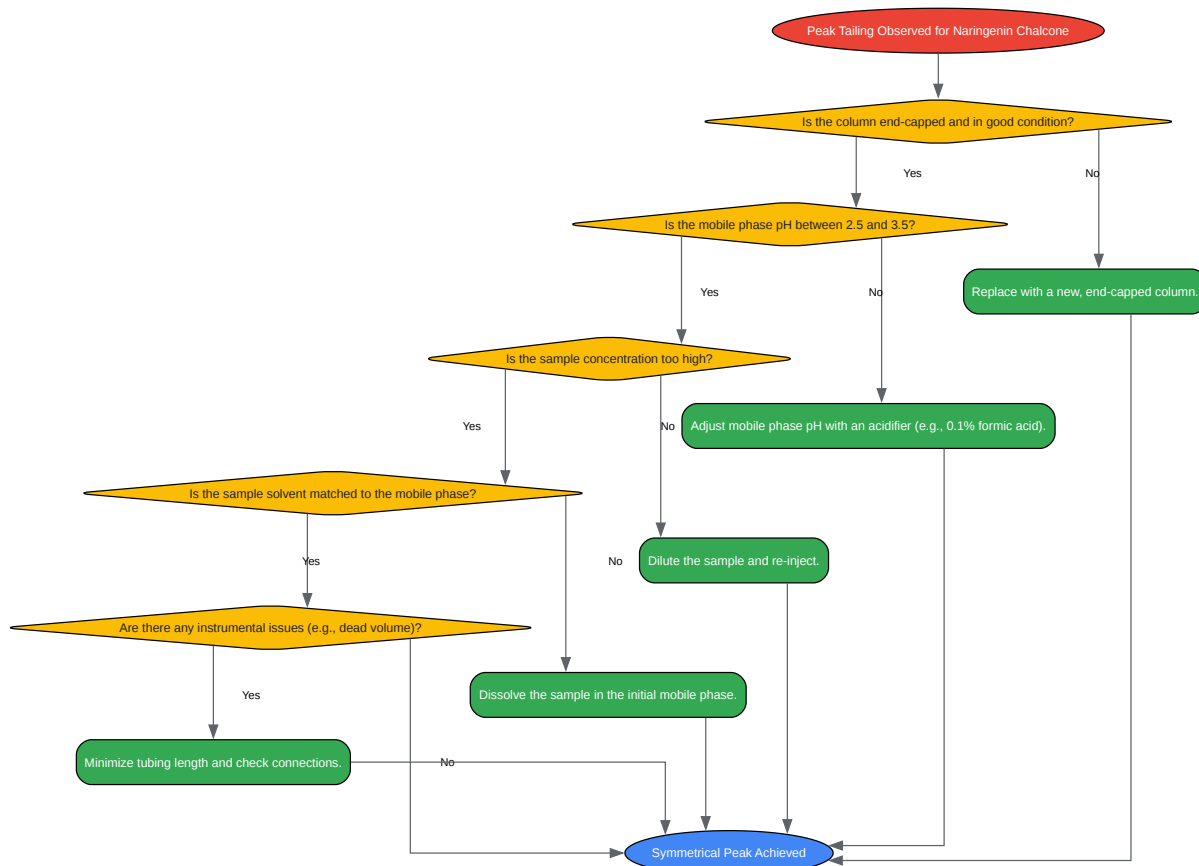 Peak Tailing Observed for Naringenin Chalcone
Is the column end-capped and in good condition?
Yes
No
Is the mobile phase pH between 2.5 and 3.5?
Replace with a new, end-capped column.
Yes
No
Is the sample concentration too high?
Adjust mobile phase pH with an acidifier (e.g., 0.1% formic acid).
Yes
No
Is the sample solvent matched to the mobile phase?
Yes
No
Dilute the sample and re-inject.
Are there any instrumental issues (e.g., dead volume)?
Yes
Dissolve the sample in the initial mobile phase.
Minimize tubing length and check connections.
No
Symmetrical Peak Achieved